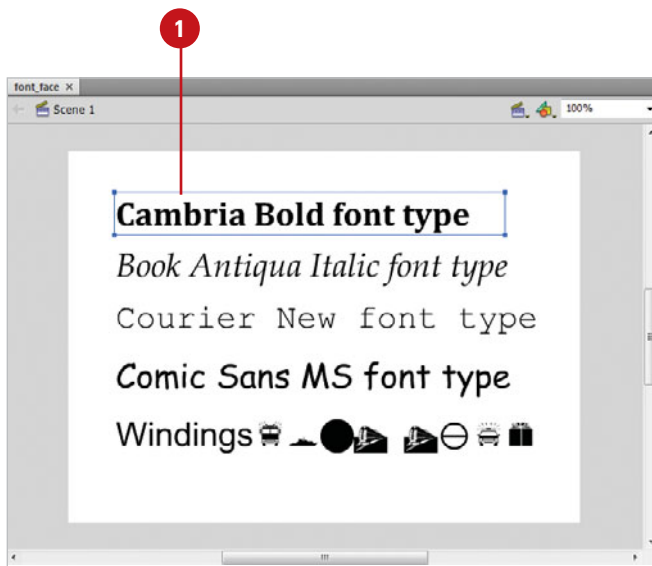 1
font_face ×
Scene 1 100%
Cambria Bold font type
Book Antiqua Italic font type
Courier New font type
Comic Sans MS font type
Windings